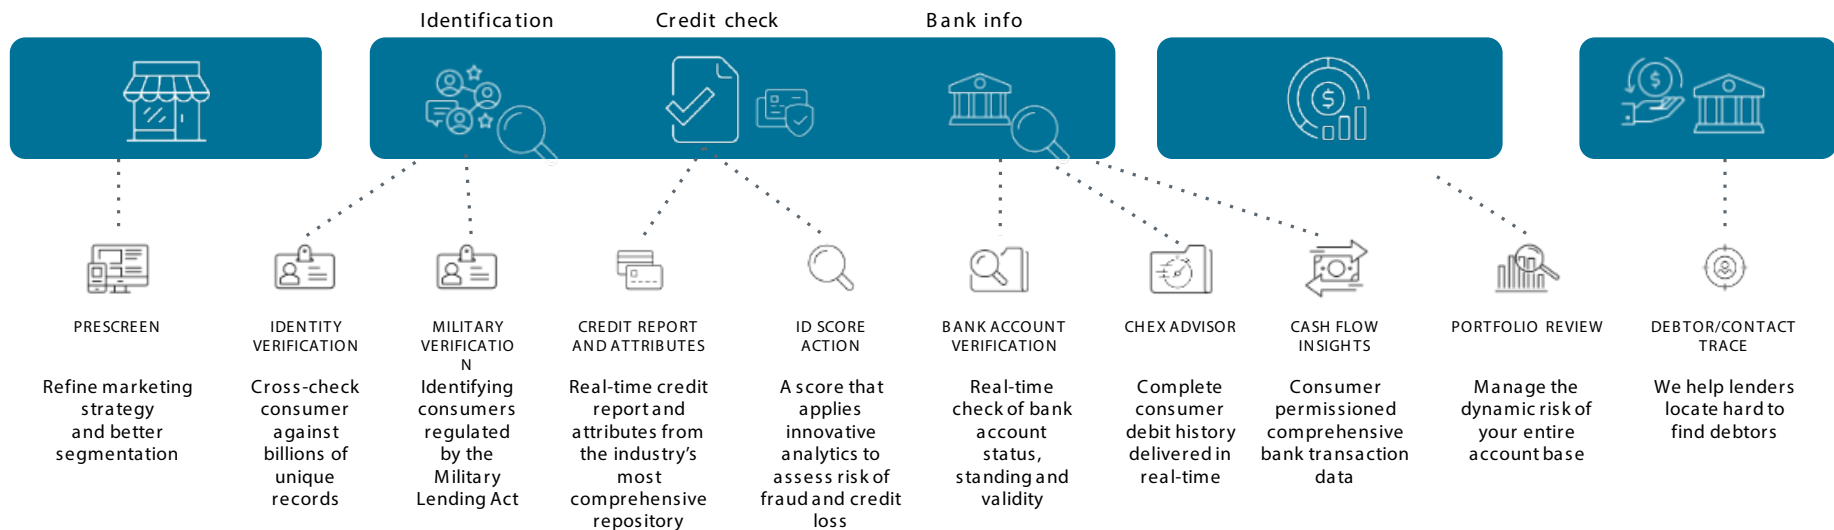 Identification
Credit check
Bank info
PRESCREEN
Refine marketing
strategy
and better
segmentation
IDENTITY
VERIFICATION
Cross-check
consumer
against
billions of
unique
records
MILITARY
VERIFICATIO
N
Identifying
consumers
regulated
by the
Military
Lending Act
CREDIT REPORT
AND ATTRIBUTES
Real-time credit
report and
attributes from
the industry’s
most
comprehensive
repository
ID SCORE
ACTION
A score that
applies
innovative
analytics to
assess risk of
fraud and credit
loss
BANK ACCOUNT
VERIFICATION
Real-time
check of bank
account
status,
standing and
validity
CHEX ADVISOR
Complete
consumer
debit history
delivered in
real-time
CASH FLOW
INSIGHTS
Consumer
permissioned
comprehensive
bank transaction
data
PORTFOLIO REVIEW
Manage the
dynamic risk of
your entire
account base
DEBTOR/CONTACT
TRACE
We help lenders
locate hard to
find debtors